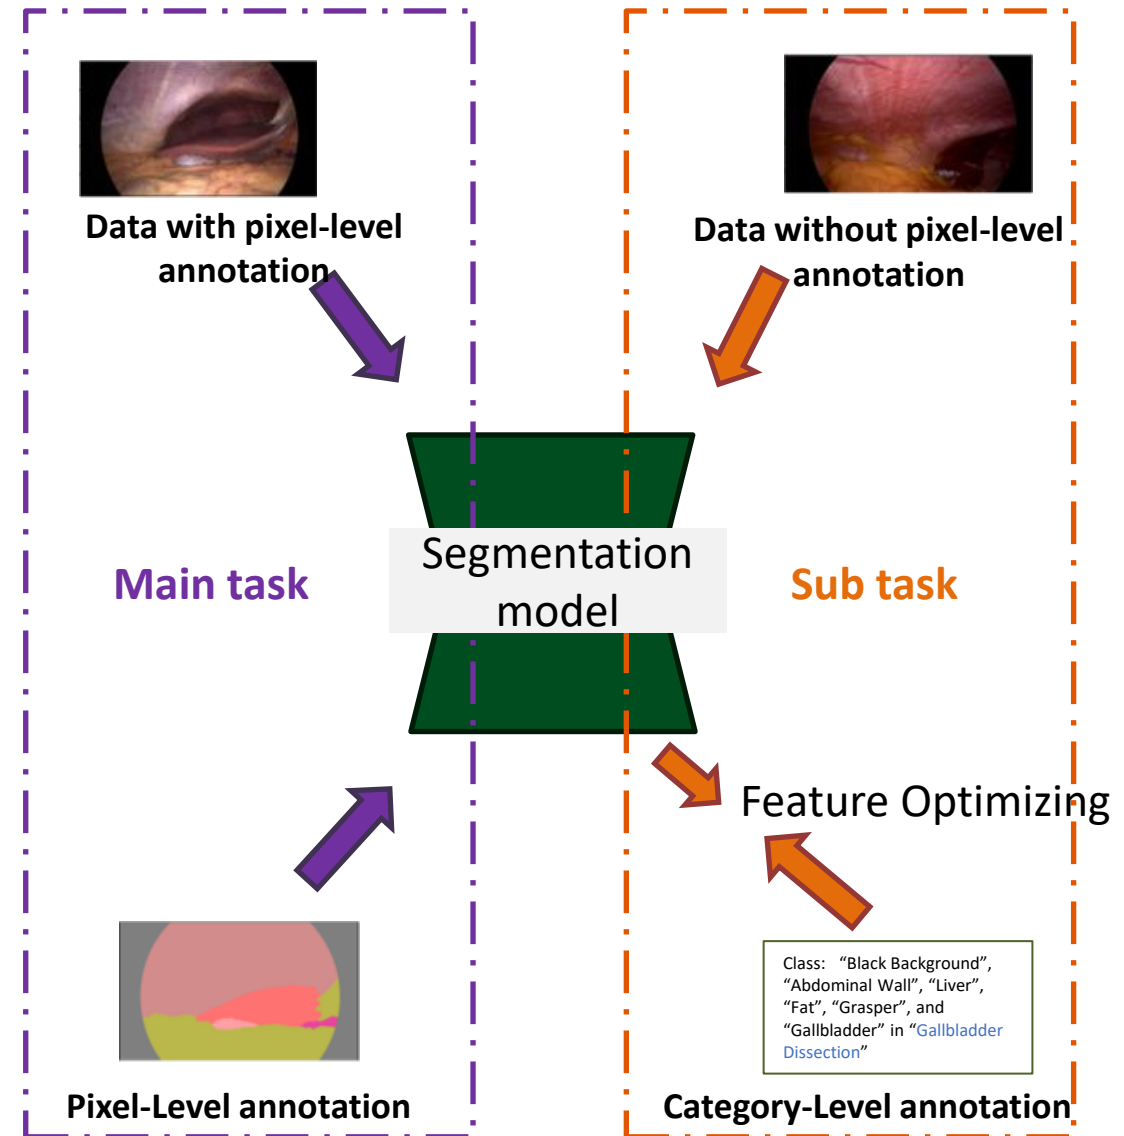 Data with pixel-level
annotation
Data without pixel-level
annotation
Main task
Segmentation
model
Sub task
Feature Optimizing
Class: “Black Background”,
“Abdominal Wall”, “Liver”,
“Fat”, “Grasper”, and
“Gallbladder” in “Gallbladder
Dissection”
Pixel-Level annotation
Category-Level annotation